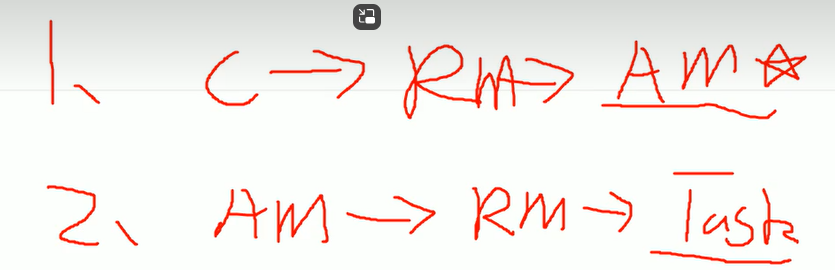 1、 C → RM → AM ☆
2、 AM → RM → Task